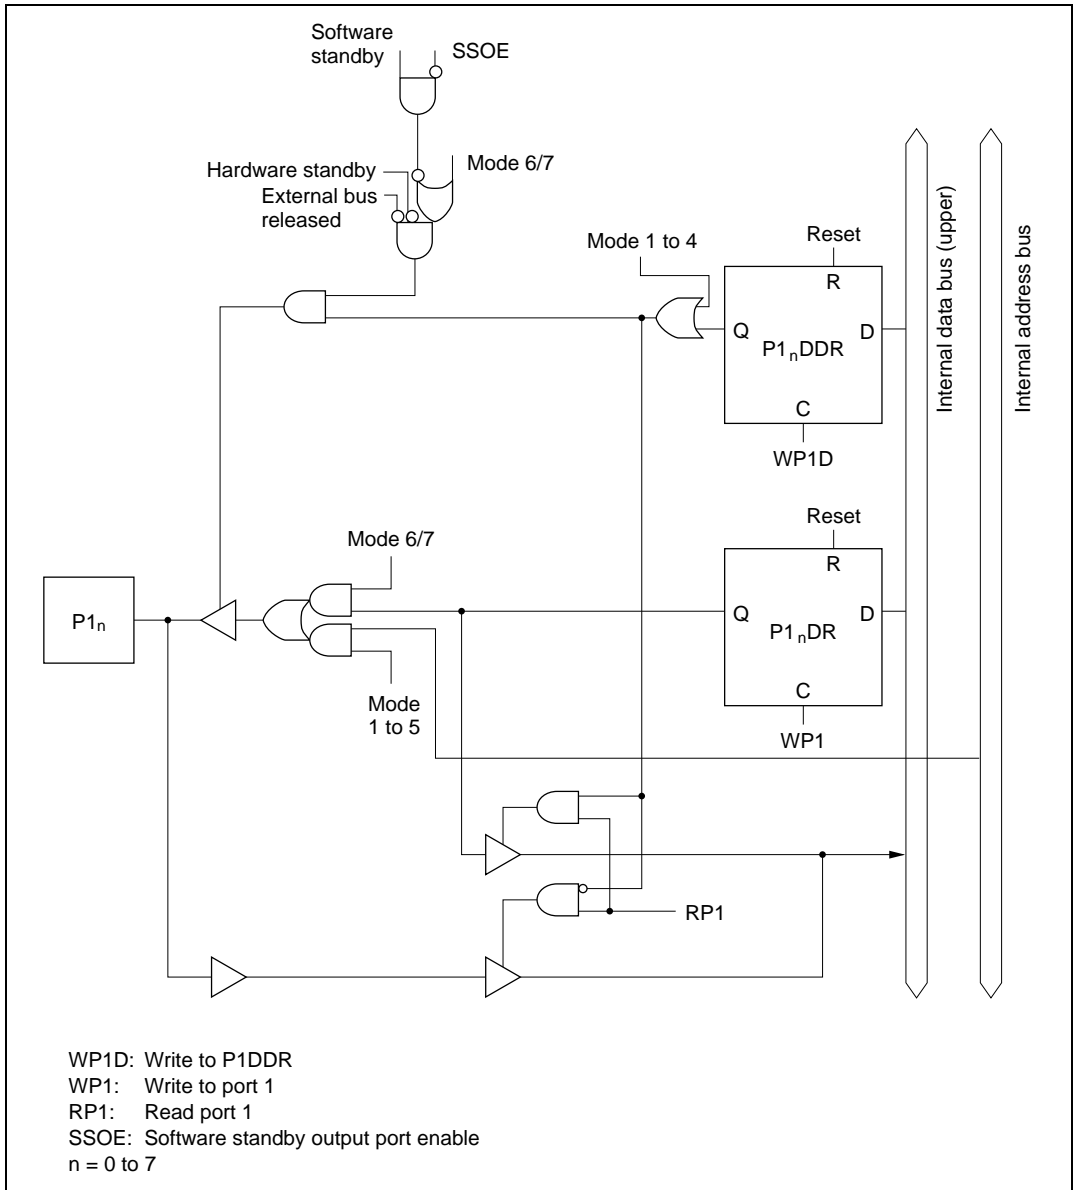 Software
standby
SSOE
Mode 6/7
Hardware standby
External bus
released
Mode 1 to 4
Reset
R
Q
P1nDDR
D
C
WP1D
Internal data bus (upper)
Internal address bus
Reset
R
Mode 6/7
Q
P1nDR
D
C
WP1
P1n
Mode
1 to 5
RP1
WP1D: Write to P1DDR
WP1: Write to port 1
RP1: Read port 1
SSOE: Software standby output port enable
n = 0 to 7